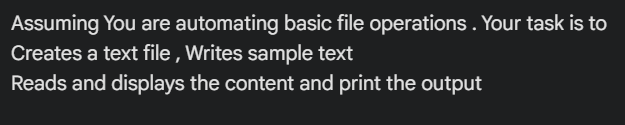 Assuming You are automating basic file operations . Your task is to
Creates a text file , Writes sample text
Reads and displays the content and print the output